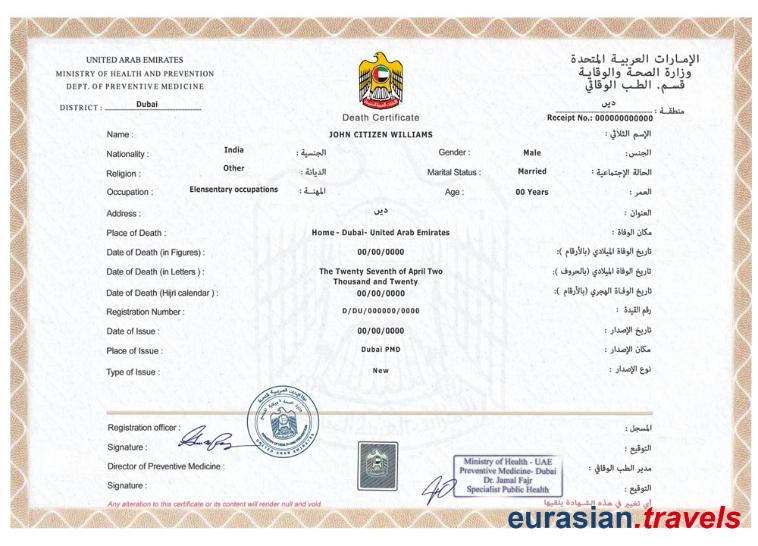 UNITED ARAB EMIRATES
MINISTRY OF HEALTH AND PREVENTION
DEPT. OF PREVENTIVE MEDICINE
DISTRICT : Dubai
الإمارات العربية المتحدة
وزارة الصحة والوقاية
قسم. الطب الوقائي
منطقة : دبي
Death Certificate
Receipt No.: 000000000000
Name : JOHN CITIZEN WILLIAMS الإسم الثلاثي :
Nationality : India الجنسية : Gender : Male الجنس:
Religion : Other الديانة : Marital Status : Married الحالة الإجتماعية :
Occupation : Elensentary occupations المهنة : Age : 00 Years العمر :
Address : دبي العنوان :
Place of Death : Home - Dubai- United Arab Emirates مكان الوفاة :
Date of Death (in Figures) : 00/00/0000 تاريخ الوفاة الميلادي (بالأرقام ):
Date of Death (in Letters ) : The Twenty Seventh of April Two تاريخ الوفاة الميلادي (بالحروف ):
Thousand and Twenty
Date of Death (Hijri calendar ) : 00/00/0000 تاريخ الوفاة الهجري (بالأرقام ):
Registration Number : D/DU/000000/0000 رقم القيدة :
Date of Issue : 00/00/0000 تاريخ الإصدار :
Place of Issue : Dubai PMD مكان الإصدار :
Type of Issue : New نوع الإصدار :
UNITED ARAB EMIRATES
Registration officer : المسجل :
Signature : التوقيع :
Director of Preventive Medicine : مدير الطب الوقائي :
Signature : التوقيع :
Ministry of Health - UAE
Preventive Medicine- Dubai
Dr. Jamal Fajr
Specialist Public Health
Any alteration to this certificate or its content will render null and void. أي تغيير في هذه الشهادة يلغيها
eurasian.travels